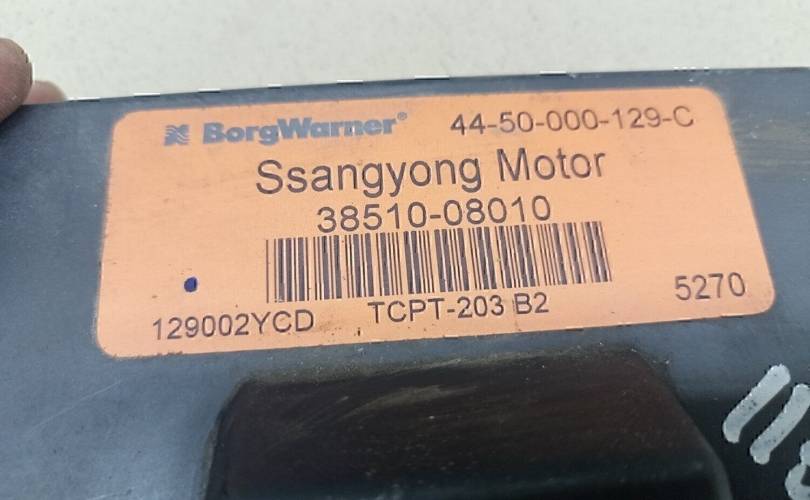 BorgWarner® 44-50-000-129-C
Ssangyong Motor
38510-08010
129002YCD TCPT-203 B2 5270